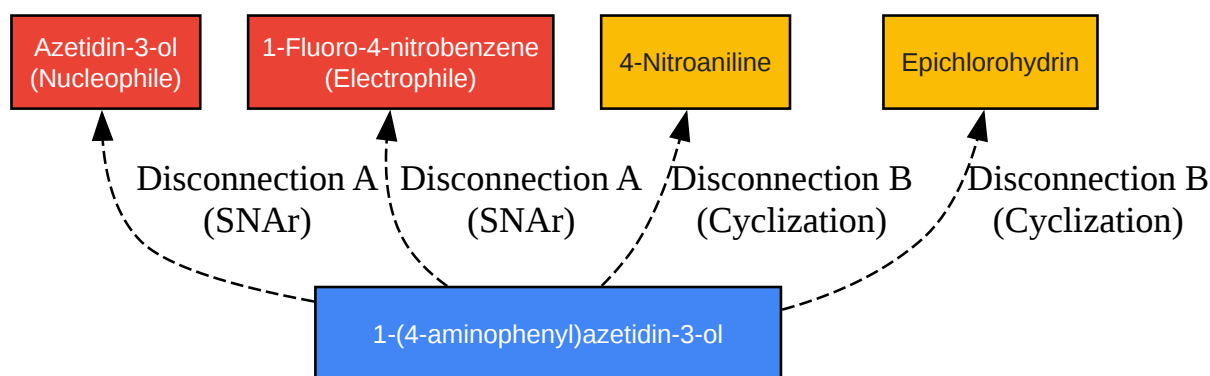 Azetidin-3-ol
(Nucleophile)
1-Fluoro-4-nitrobenzene
(Electrophile)
4-Nitroaniline
Epichlorohydrin
Disconnection A
(SNAr)
Disconnection A
(SNAr)
Disconnection B
(Cyclization)
Disconnection B
(Cyclization)
1-(4-aminophenyl)azetidin-3-ol